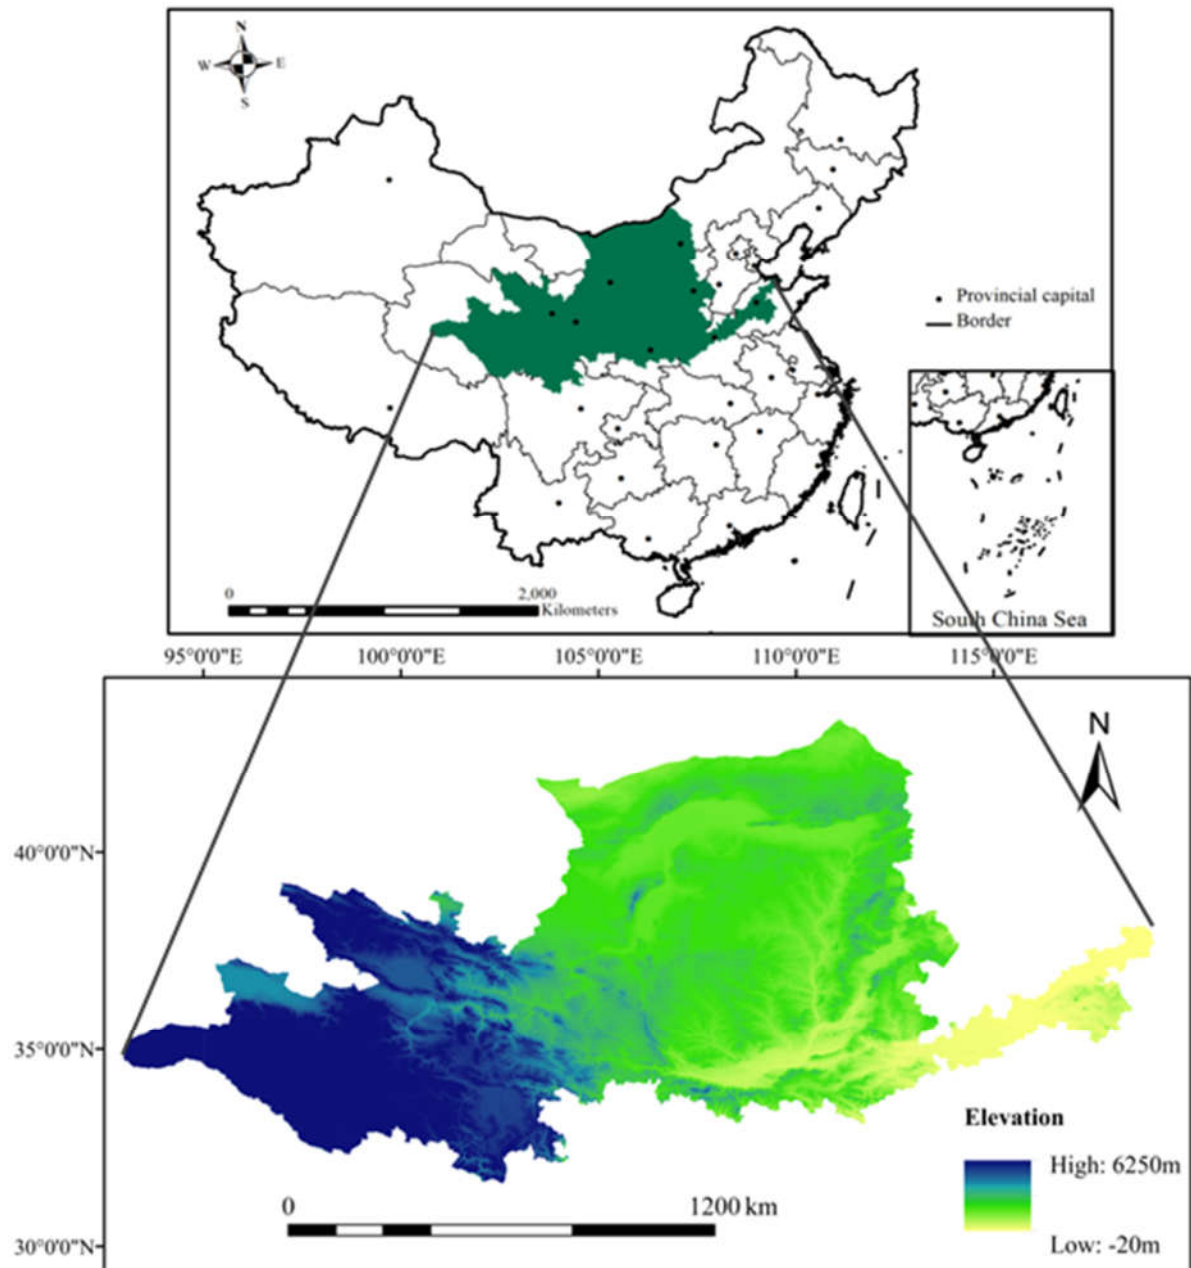 N
W E
S
Provincial capital
Border
0 2,000
Kilometers
South China Sea
95°0'0"E 100°0'0"E 105°0'0"E 110°0'0"E 115°0'0"E
N
40°0'0"N
35°0'0"N
30°0'0"N
Elevation
High: 6250m
Low: -20m
0 1200 km